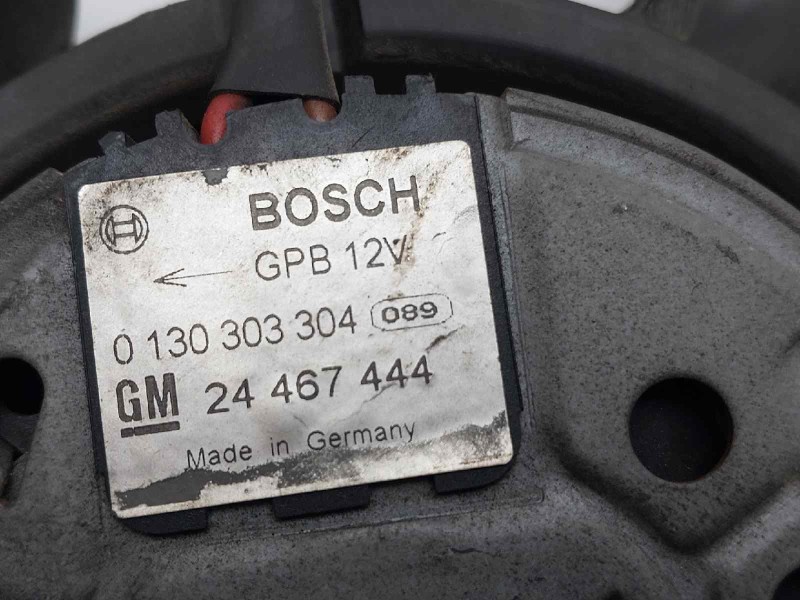 BOSCH
GPB 12V
0 130 303 304 089
GM 24 467 444
Made in Germany